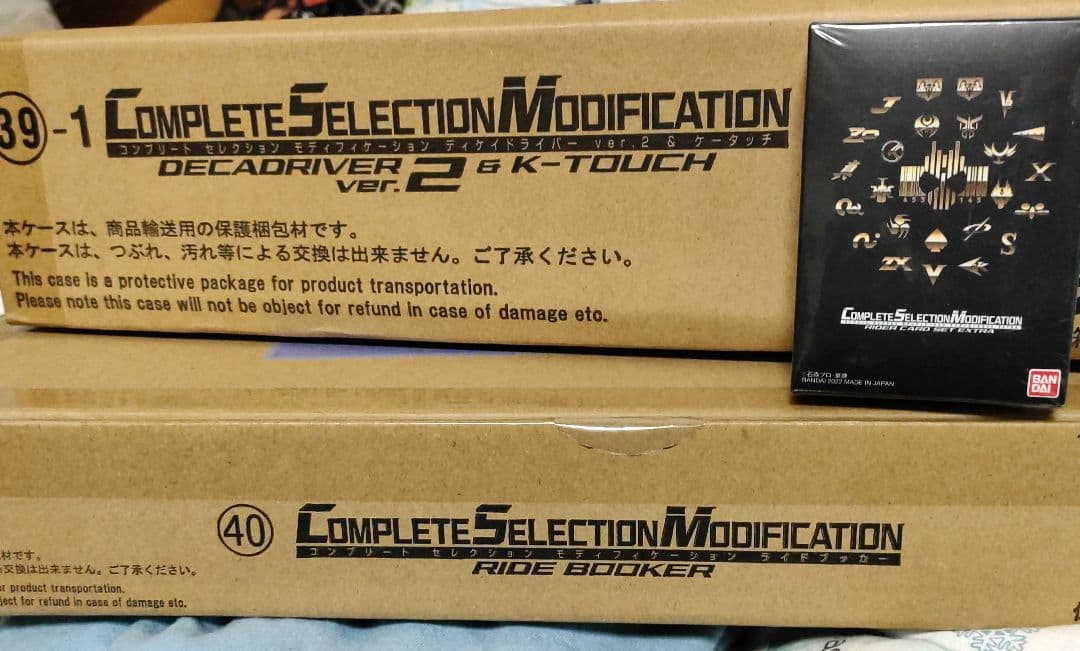 39-1 COMPLETE SELECTION MODIFICATION
コンプリート セレクション モディフィケーション ディケイドライバー ver.2 & ケータッチ
DECADRIVER ver.2 & K-TOUCH
本ケースは、商品輸送用の保護梱包材です。
本ケースは、つぶれ、汚れ等による交換は出来ません。ご了承ください。
This case is a protective package for product transportation.
Please note this case will not be object for refund in case of damage etc.
J
V3
ZO
X
S
ZX
V
COMPLETE SELECTION MODIFICATION
RIDER CARD SET EXTRA
©石森プロ・東映
BANDAI 2022 MADE IN JAPAN
BANDAI
40 COMPLETE SELECTION MODIFICATION
コンプリート セレクション モディフィケーション ライドブッカー
RIDE BOOKER
材です。
交換は出来ません。ご了承ください。
or product transportation.
ject for refund in case of damage etc.